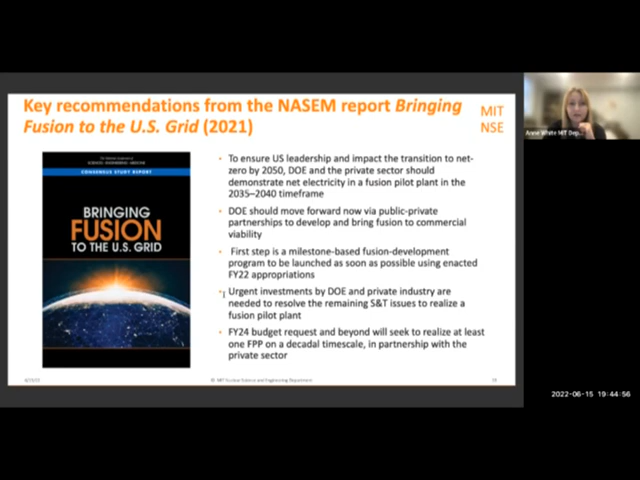 Key recommendations from the NASEM report Bringing
Fusion to the U.S. Grid (2021)
MIT
NSE
CONSENSUS STUDY REPORT
BRINGING
FUSION
TO THE U.S. GRID
• To ensure US leadership and impact the transition to net-
zero by 2050, DOE and the private sector should
demonstrate net electricity in a fusion pilot plant in the
2035–2040 timeframe
• DOE should move forward now via public-private
partnerships to develop and bring fusion to commercial
viability
• First step is a milestone-based fusion-development
program to be launched as soon as possible using enacted
FY22 appropriations
• Urgent investments by DOE and private industry are
needed to resolve the remaining S&T issues to realize a
fusion pilot plant
• FY24 budget request and beyond will seek to realize at least
one FPP on a decadal timescale, in partnership with the
private sector
© MIT Nuclear Science and Engineering Department
Anne White MIT Dep...
2022-06-15 19:44:56